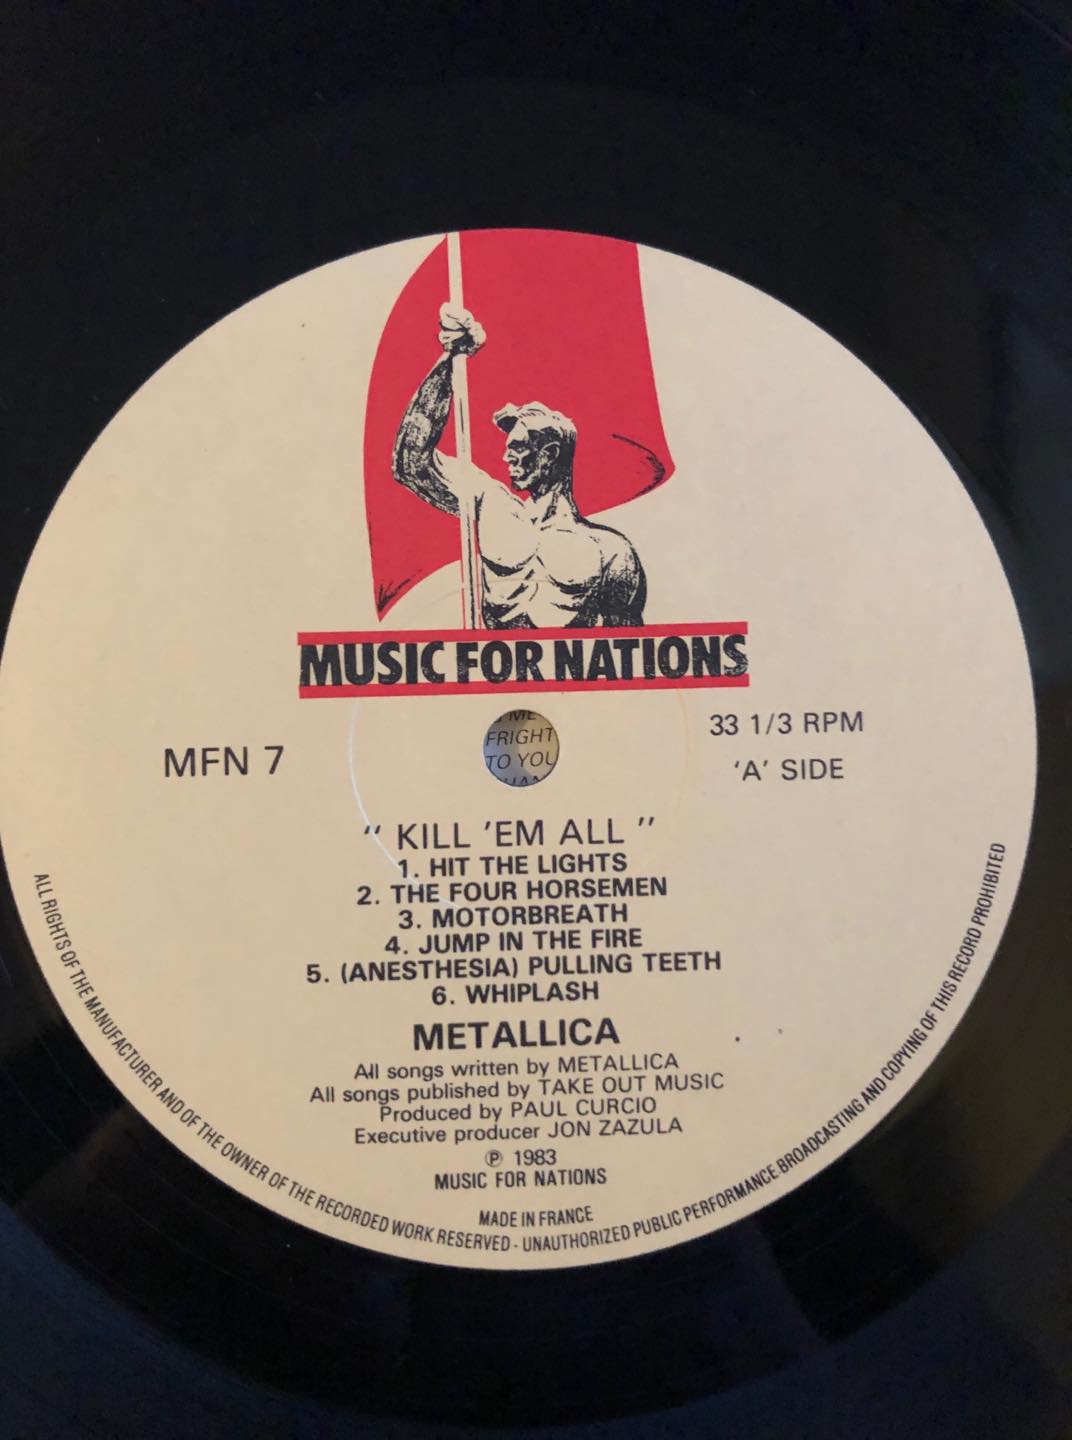 MUSIC FOR NATIONS
MFN 7
33 1/3 RPM
'A' SIDE
ME
FRIGHT
TO YOU
" KILL 'EM ALL "
1. HIT THE LIGHTS
2. THE FOUR HORSEMEN
3. MOTORBREATH
4. JUMP IN THE FIRE
5. (ANESTHESIA) PULLING TEETH
6. WHIPLASH
METALLICA
All songs written by METALLICA
All songs published by TAKE OUT MUSIC
Produced by PAUL CURCIO
Executive producer JON ZAZULA
℗ 1983
MUSIC FOR NATIONS
MADE IN FRANCE
ALL RIGHTS OF THE MANUFACTURER AND OF THE OWNER OF THE RECORDED WORK RESERVED - UNAUTHORIZED PUBLIC PERFORMANCE BROADCASTING AND COPYING OF THIS RECORD PROHIBITED